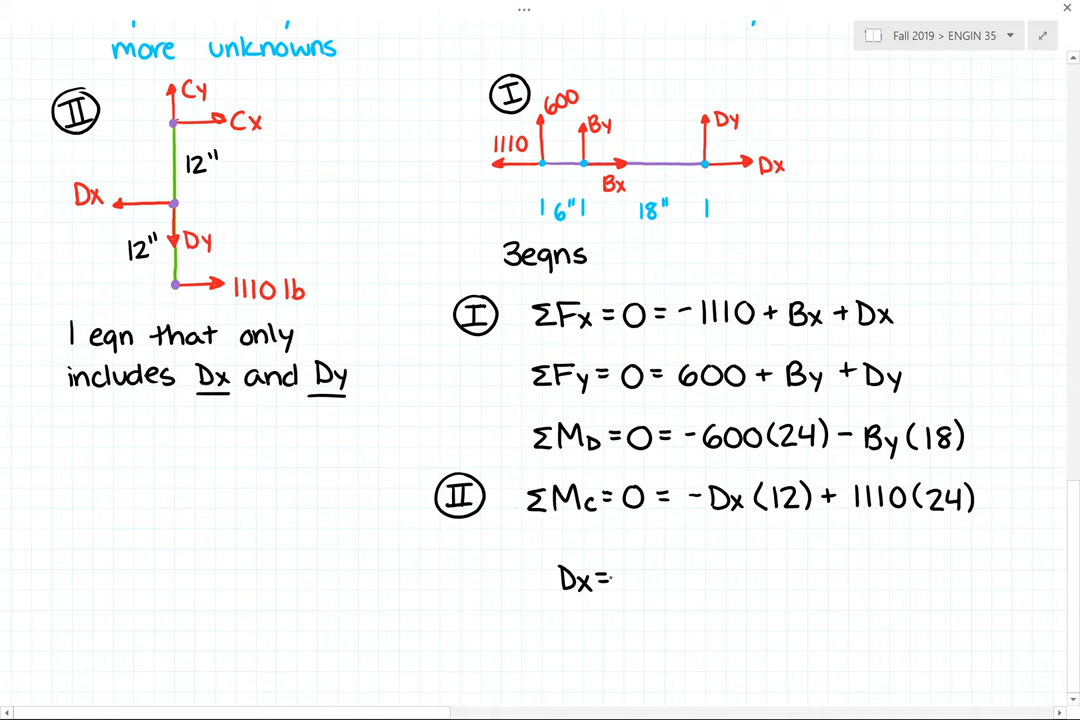 Fall 2019 > ENGIN 35
more unknowns
II
Cy
Cx
12"
Dx
12"
Dy
1110 lb
1 eqn that only
includes Dx and Dy
I
600
1110
By
Dy
Bx
Dx
6"
18"
3eqns
I ΣFx = 0 = -1110 + Bx + Dx
ΣFy = 0 = 600 + By + Dy
ΣMD = 0 = -600(24) - By(18)
II ΣMc = 0 = -Dx(12) + 1110(24)
Dx=